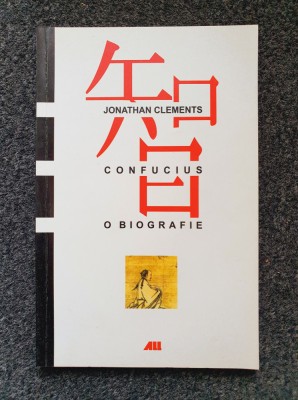 智
JONATHAN CLEMENTS
CONFUCIUS
O BIOGRAFIE
ALL